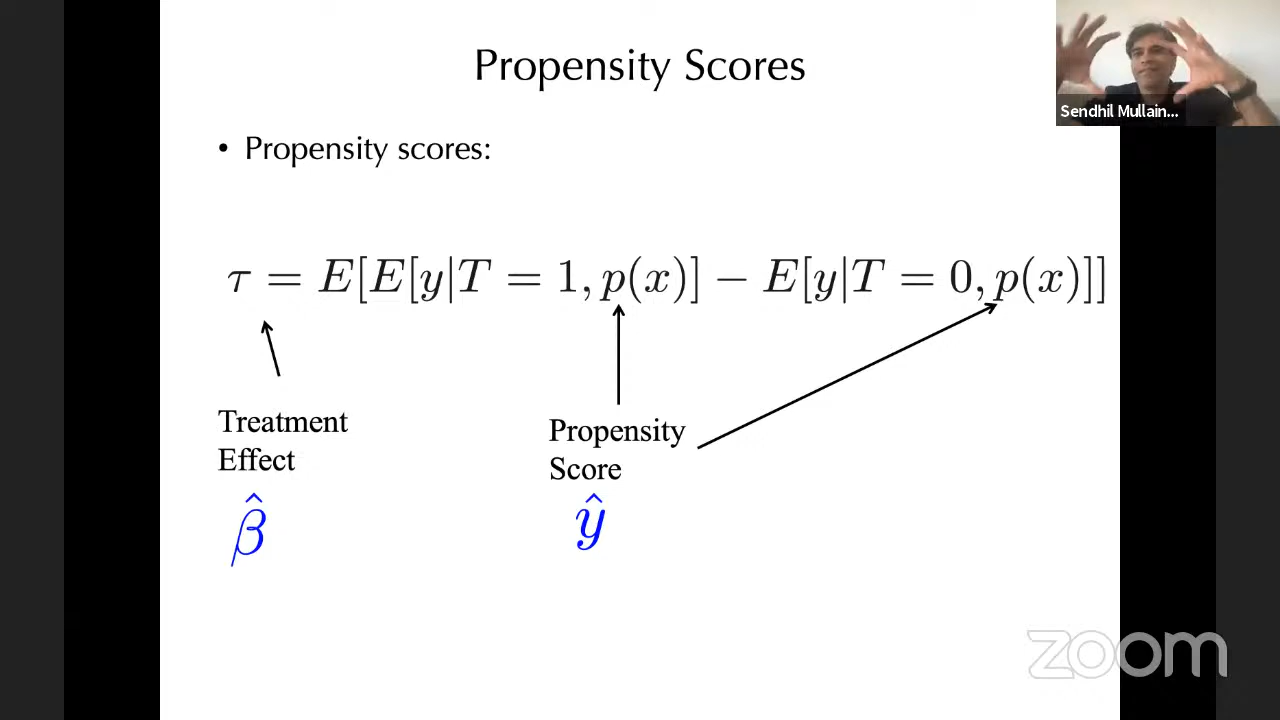 Propensity Scores
Sendhil Mullain...
• Propensity scores:
τ = E[E[y|T = 1, p(x)] − E[y|T = 0, p(x)]]
Treatment
Effect
β̂
Propensity
Score
ŷ
zoom